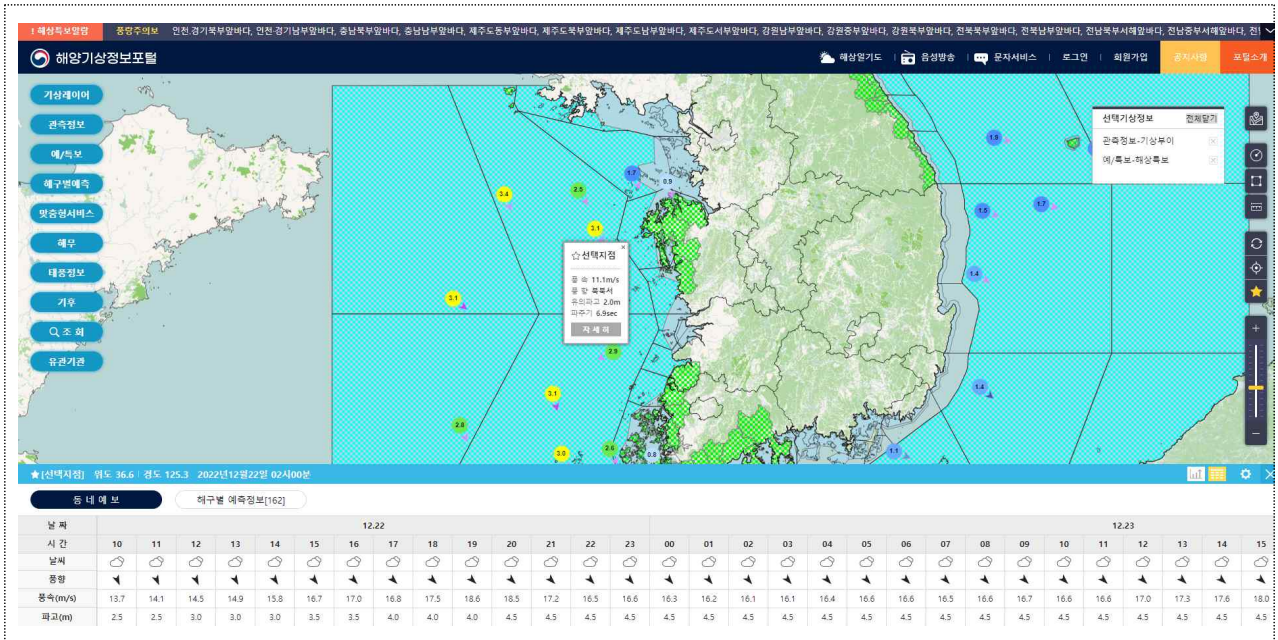 ! 해상특보알람 풍랑주의보 인천.경기북부앞바다, 인천·경기남부앞바다, 충남북부앞바다, 충남남부앞바다, 제주도동부앞바다, 제주도북부앞바다, 제주도남부앞바다, 제주도서부앞바다, 강원남부앞바다, 강원중부앞바다, 강원북부앞바다, 전북북부앞바다, 전북남부앞바다, 전남북부서해앞바다, 전남중부서해앞바다,
해양기상정보포털 해상일기도 음성방송 문자서비스 로그인 회원가입 공지사항 포털소개
기상레이어
관측정보
예/특보
해구별예측
맞춤형서비스
해무
태풍정보
기후
조 회
유관기관
선택기상정보 전체닫기
관측정보-기상부이
예/특보-해상특보
1.9
1.7
0.9
3.4
2.5
1.7
1.5
3.1
1.4
3.1
2.9
3.1
1.4
2.8
3.0
2.6
0.8
1.1
☆선택지점 ×
풍 속 11.1m/s
풍 향 북북서
유의파고 2.0m
파주기 6.9sec
자 세 히
★[선택지점] 위도 36.6 경도 125.3 2022년12월22일 02시00분
동 네 예 보 해구별 예측정보[162]
날 짜 12.22 12.23
시 간 10 11 12 13 14 15 16 17 18 19 20 21 22 23 00 01 02 03 04 05 06 07 08 09 10 11 12 13 14 15
날씨
풍향
풍속(m/s) 13.7 14.1 14.5 14.9 15.8 16.7 17.0 16.8 17.5 18.6 18.5 17.2 16.5 16.6 16.3 16.2 16.1 16.1 16.4 16.6 16.6 16.5 16.6 16.7 16.6 16.6 17.0 17.3 17.6 18.0
파고(m) 2.5 2.5 3.0 3.0 3.0 3.5 3.5 4.0 4.0 4.0 4.5 4.5 4.5 4.5 4.5 4.5 4.5 4.5 4.5 4.5 4.5 4.5 4.5 4.5 4.5 4.5 4.5 4.5 4.5 4.5